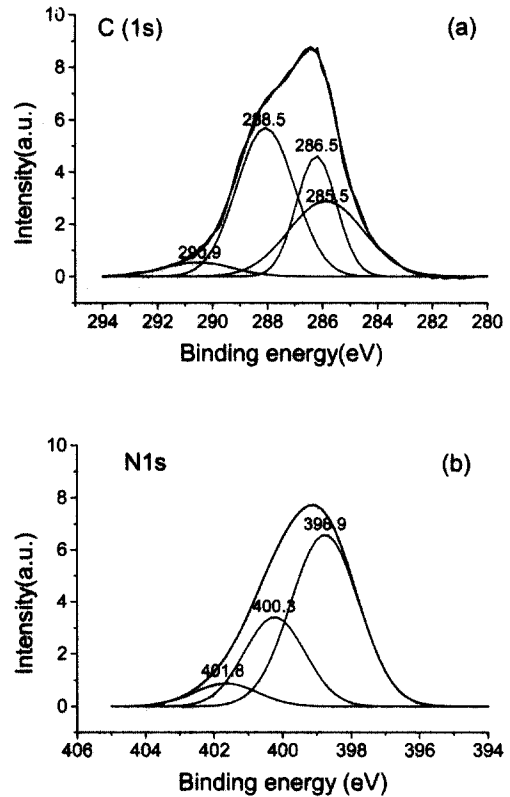 10
C (1s)
(a)
8
288.5
6
286.5
4
285.5
2
290.9
0
Intensity(a.u.)
294 292 290 288 286 284 282 280
Binding energy(eV)
10
N1s
(b)
8
398.9
6
400.3
4
401.8
2
0
Intensity(a.u.)
406 404 402 400 398 396 394
Binding energy (eV)